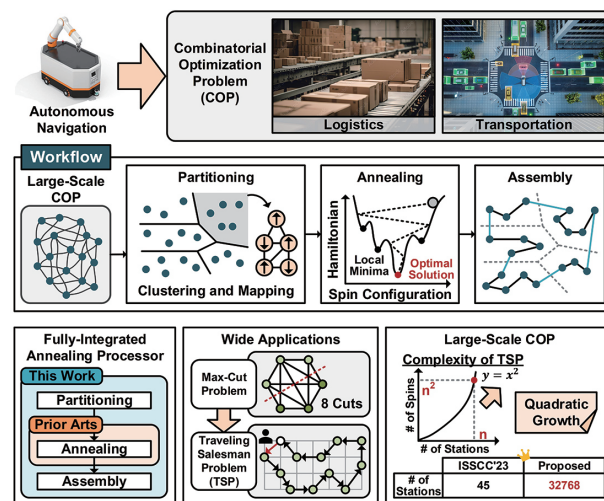 Autonomous
Navigation
Combinatorial
Optimization
Problem
(COP)
Logistics
Transportation
Workflow
Large-Scale
COP
Partitioning
Clustering and Mapping
Annealing
Hamiltonian
Local
Minima
Optimal
Solution
Spin Configuration
Assembly
Fully-Integrated
Annealing Processor
This Work
Partitioning
Prior Arts
Annealing
Assembly
Wide Applications
Max-Cut
Problem
8 Cuts
Traveling
Salesman
Problem
(TSP)
Large-Scale COP
Complexity of TSP
y = x²
n²
n
# of Spins
# of Stations
Quadratic
Growth
ISSCC'23 Proposed
# of
Stations 45 32768